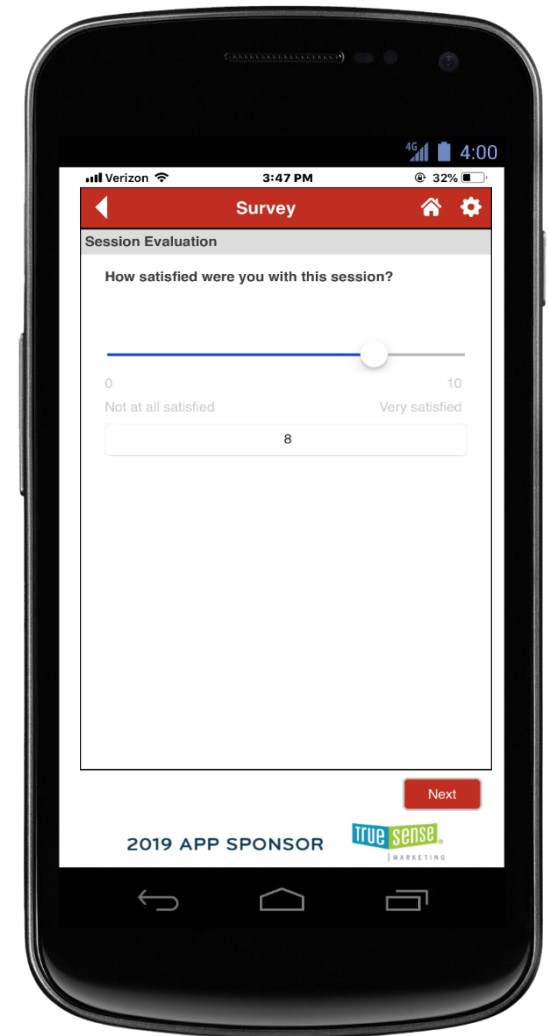 4G 4:00
Verizon 3:47 PM 32%
Survey
Session Evaluation
How satisfied were you with this session?
0 10
Not at all satisfied Very satisfied
8
Next
2019 APP SPONSOR
TRUE SENSE®
MARKETING